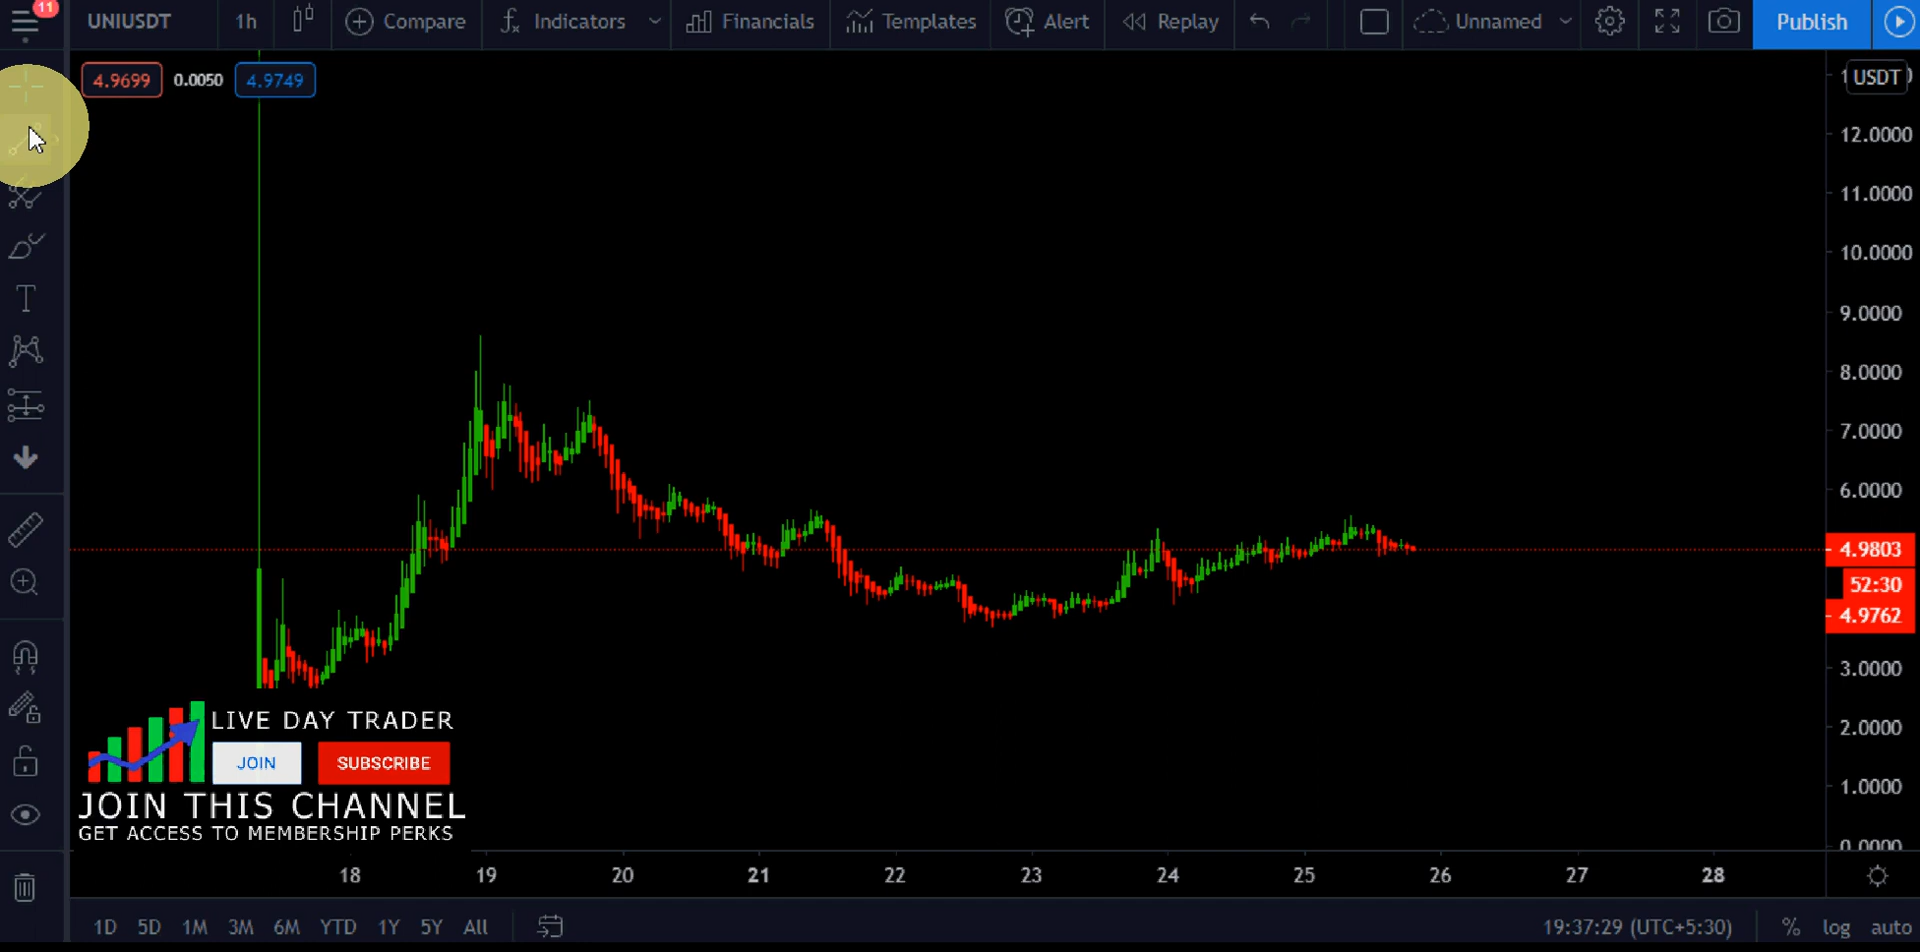 11
UNIUSDT 1h Compare Indicators Financials Templates Alert Replay Unnamed Publish
4.9699 0.0050 4.9749
USDT
12.0000
11.0000
10.0000
9.0000
8.0000
7.0000
6.0000
4.9803
52:30
4.9762
3.0000
2.0000
1.0000
0.0000
LIVE DAY TRADER
JOIN SUBSCRIBE
JOIN THIS CHANNEL
GET ACCESS TO MEMBERSHIP PERKS
18 19 20 21 22 23 24 25 26 27 28
1D 5D 1M 3M 6M YTD 1Y 5Y All 19:37:29 (UTC+5:30) % log auto